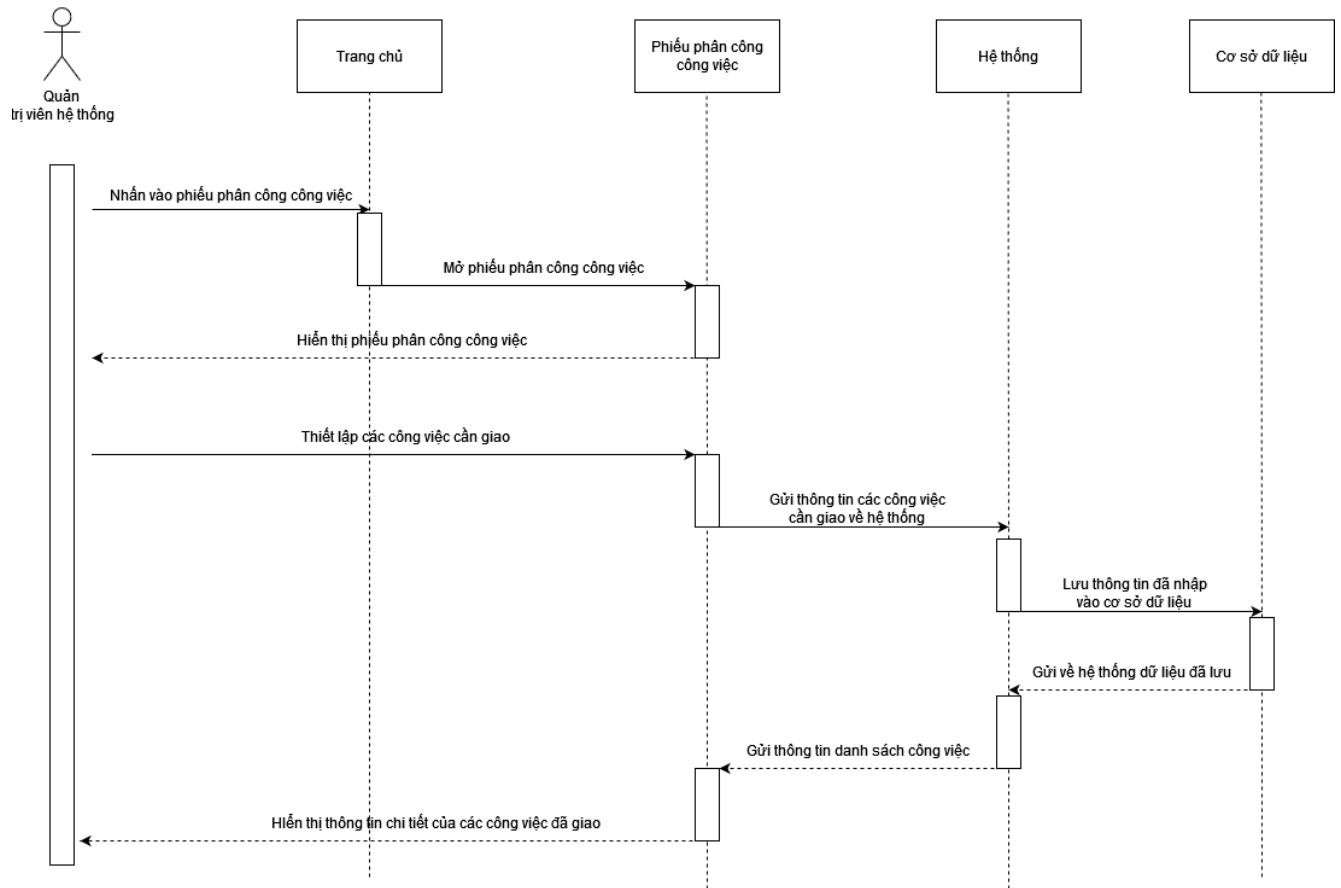 Quản
trị viên hệ thống
Trang chủ
Phiếu phân công
công việc
Hệ thống
Cơ sở dữ liệu
Nhấn vào phiếu phân công công việc
Mở phiếu phân công công việc
Hiển thị phiếu phân công công việc
Thiết lập các công việc cần giao
Gửi thông tin các công việc
cần giao về hệ thống
Lưu thông tin đã nhập
vào cơ sở dữ liệu
Gửi về hệ thống dữ liệu đã lưu
Gửi thông tin danh sách công việc
HIển thị thông tin chi tiết của các công việc đã giao